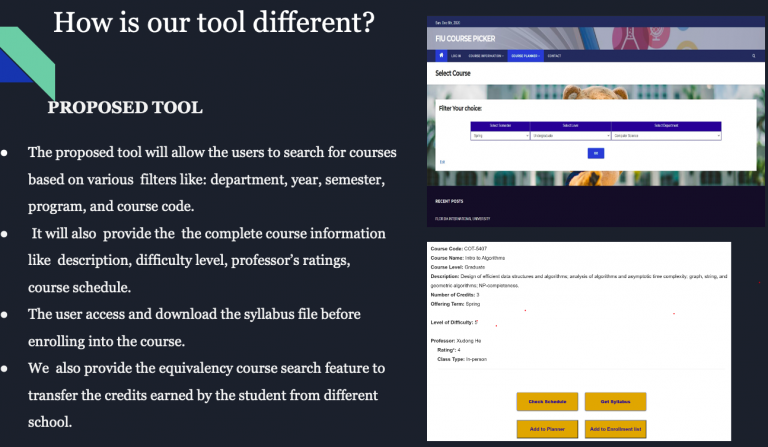 How is our tool different?
PROPOSED TOOL
● The proposed tool will allow the users to search for courses
based on various filters like: department, year, semester,
program, and course code.
● It will also provide the the complete course information
like description, difficulty level, professor's ratings,
course schedule.
● The user access and download the syllabus file before
enrolling into the course.
● We also provide the equivalency course search feature to
transfer the credits earned by the student from different
school.
FIU COURSE PICKER
LOG IN COURSE INFORMATION COURSE PLANNER CONTACT
Select Course
Filter Your choice:
Select Semester Select Level Select Department
Spring Undergraduate Computer Science
RECENT POSTS
FLORIDA INTERNATIONAL UNIVERSITY
Course Code: COT-5407
Course Name: Intro to Algorithms
Course Level: Graduate
Description: Design of efficient data structures and algorithms; analysis of algorithms and asymptotic time complexity; graph, string, and
geometric algorithms; NP-completeness.
Number of Credits: 3
Offering Term: Spring
Level of Difficulty: 5
Professor: Xudong He
Rating*: 4
Class Type: In-person
Check Schedule Get Syllabus
Add to Planner Add to Enrollment list